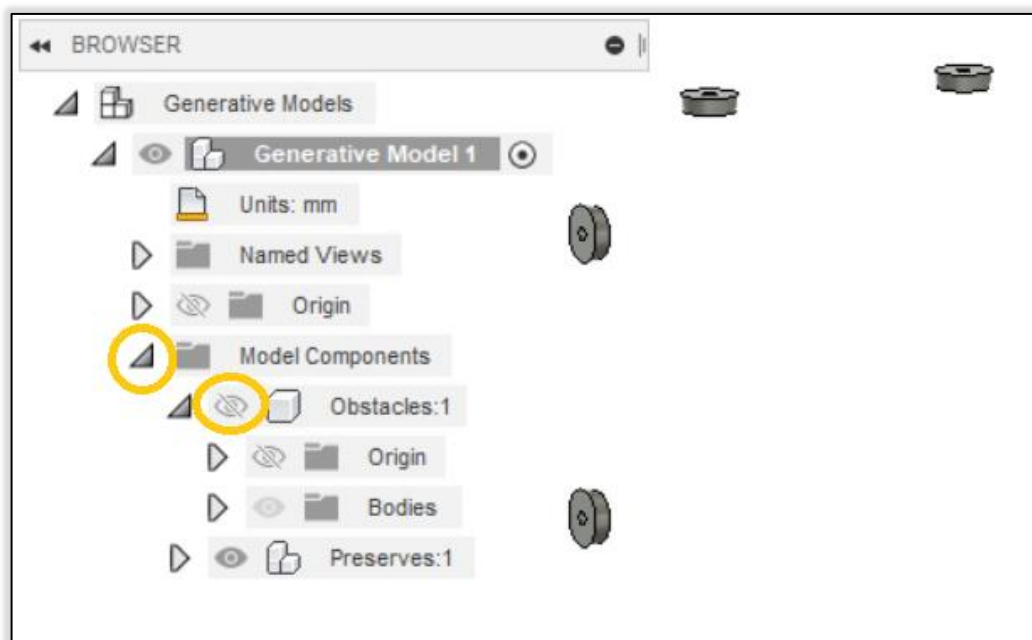 BROWSER
Generative Models
Generative Model 1
Units: mm
Named Views
Origin
Model Components
Obstacles:1
Origin
Bodies
Preserves:1